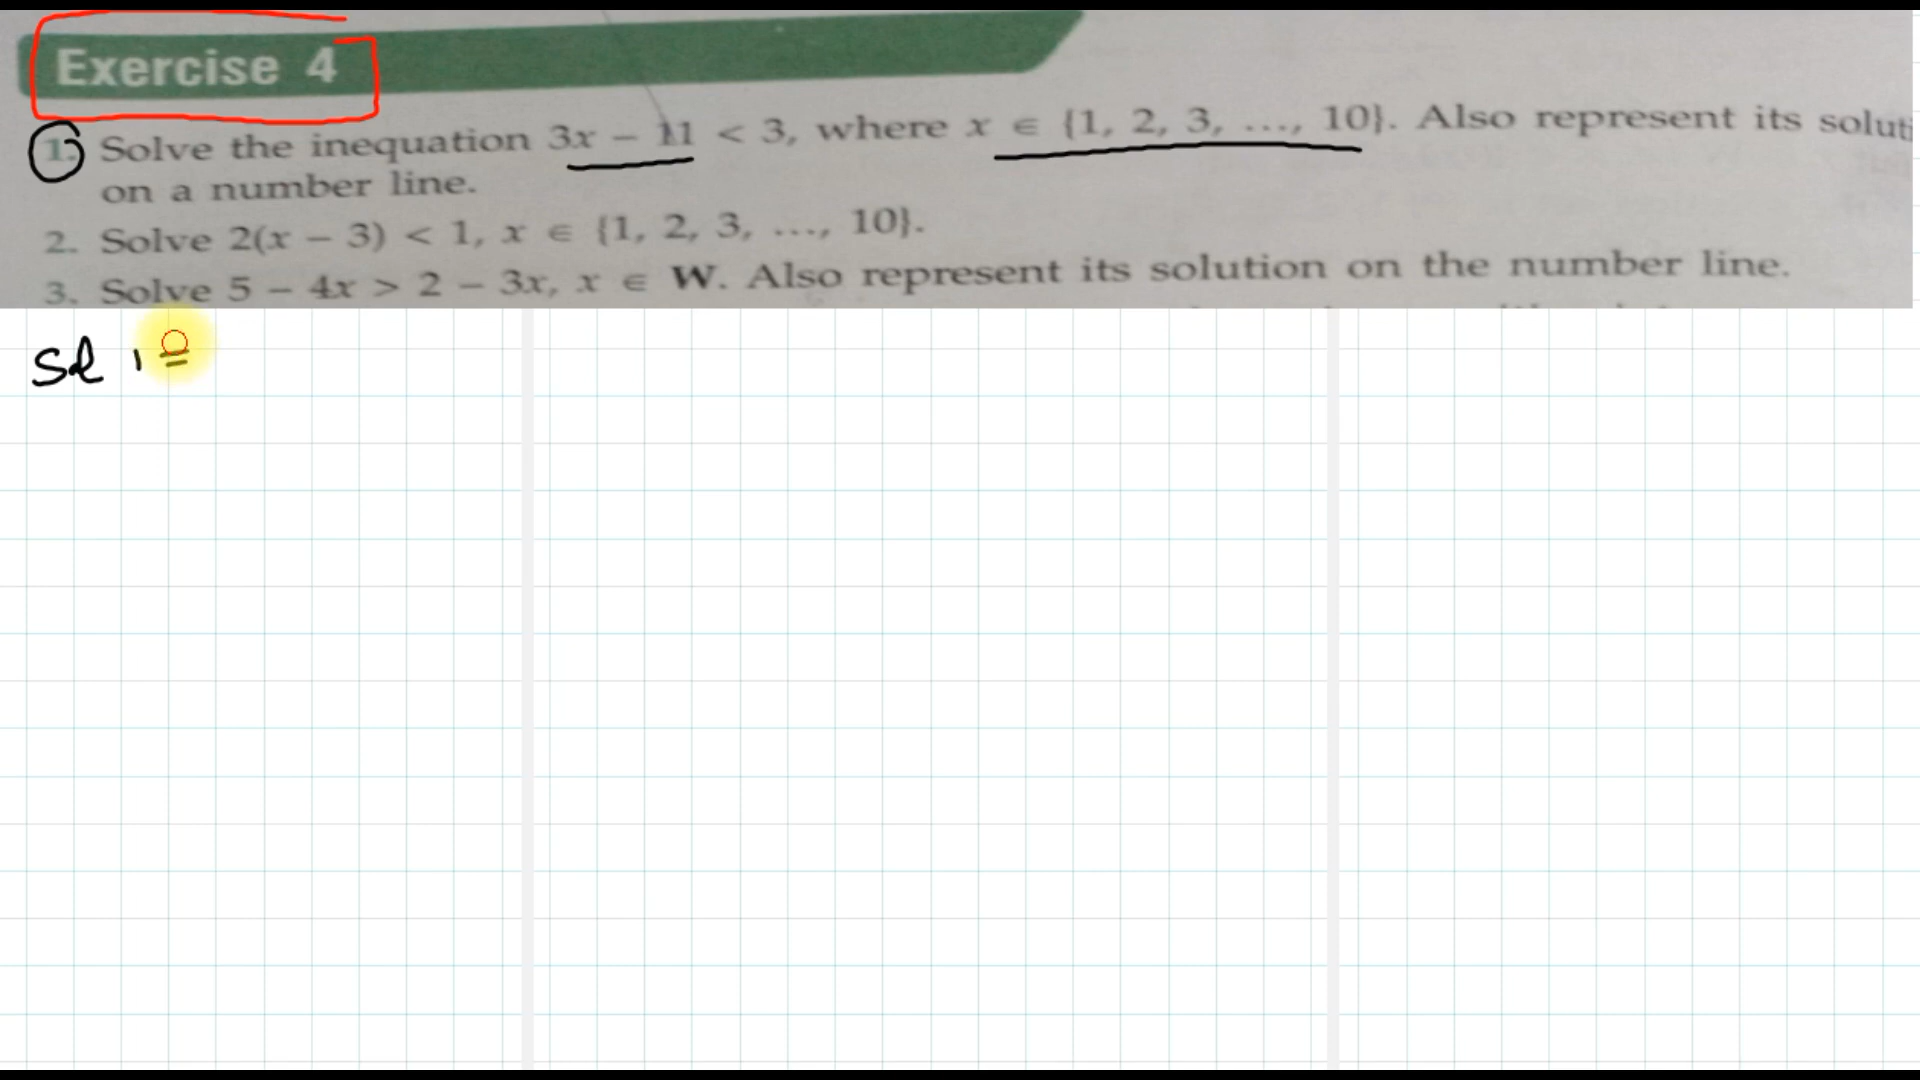 Exercise 4
1. Solve the inequation 3x – 11 < 3, where x ∈ {1, 2, 3, ..., 10}. Also represent its soluti
on a number line.
2. Solve 2(x – 3) < 1, x ∈ {1, 2, 3, ..., 10}.
3. Solve 5 – 4x > 2 – 3x, x ∈ W. Also represent its solution on the number line.